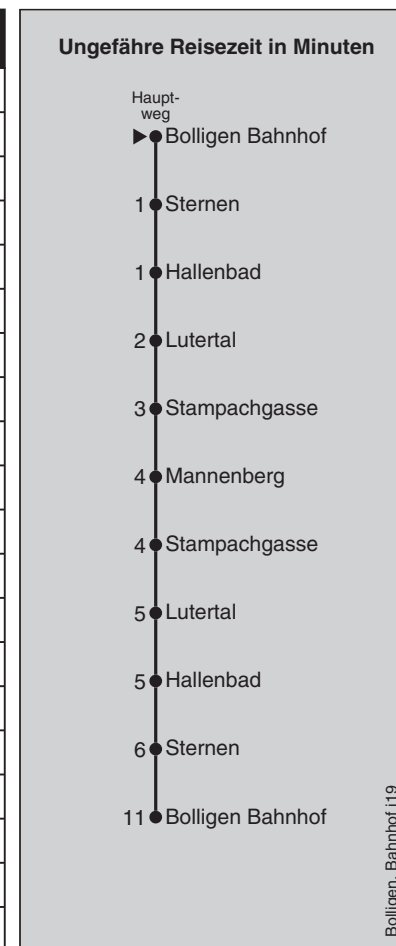 Ungefähre Reisezeit in Minuten
Haupt-
weg
Bolligen Bahnhof
1 Sternen
1 Hallenbad
2 Lutertal
3 Stampachgasse
4 Mannenberg
4 Stampachgasse
5 Lutertal
5 Hallenbad
6 Sternen
11 Bolligen Bahnhof
Bolligen, Bahnhof j19